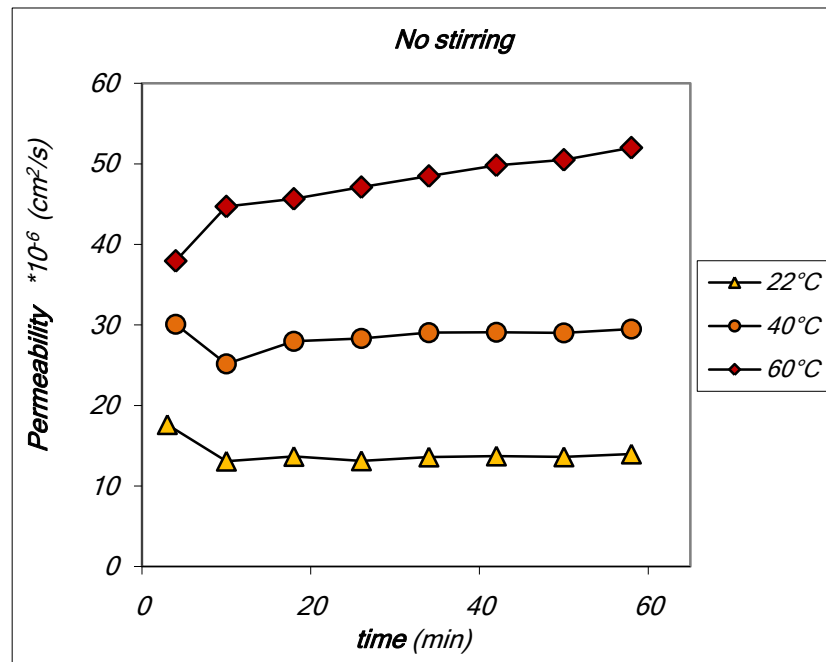 No stirring
60
50
40
30
20
10
0
Permeability *10-6 (cm2/s)
0 20 40 60
time (min)
22°C
40°C
60°C